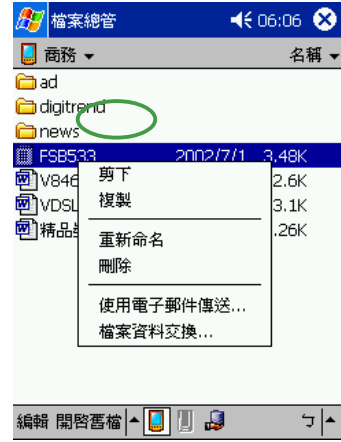 檔案總管 06:06
商務 名稱
ad
digitrend
news
FSB533 2002/7/1 3.48K
V846 2.6K
VDSL 3.1K
精品 .26K
剪下
複製
重新命名
刪除
使用電子郵件傳送...
檔案資料交換...
編輯 開啓舊檔 ㄅ